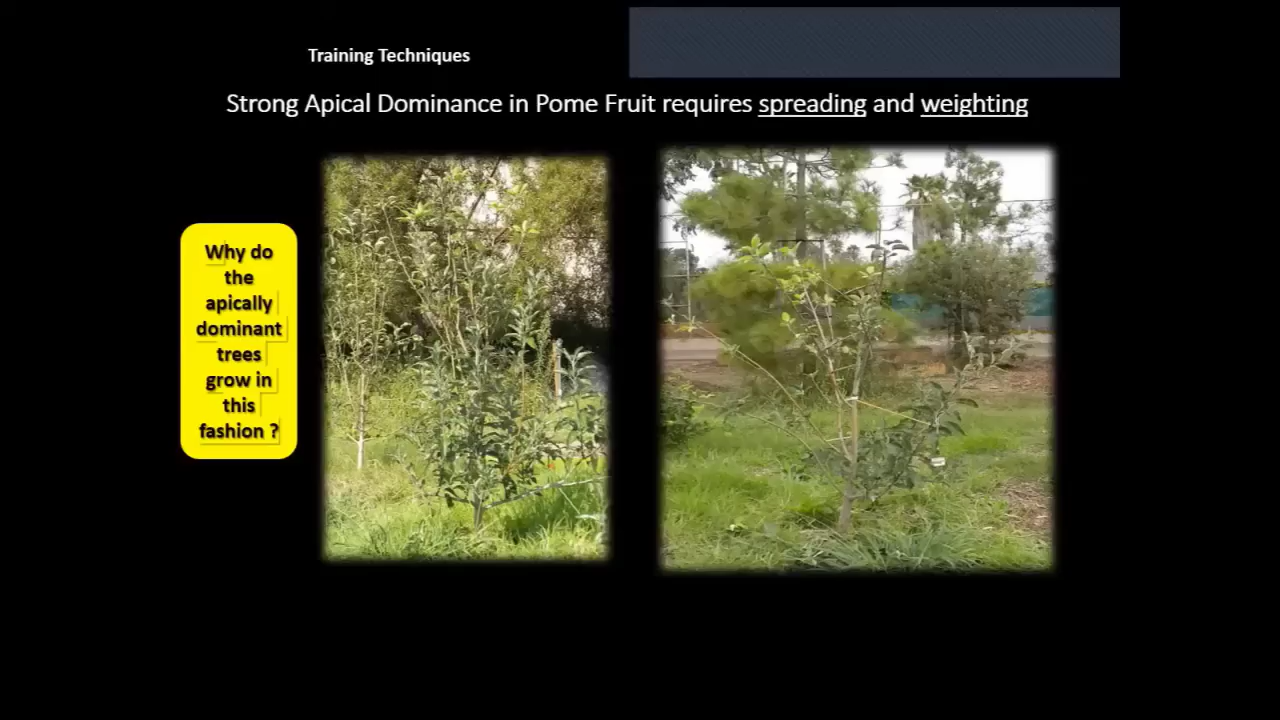 Training Techniques
Strong Apical Dominance in Pome Fruit requires spreading and weighting
Why do
the
apically
dominant
trees
grow in
this
fashion ?